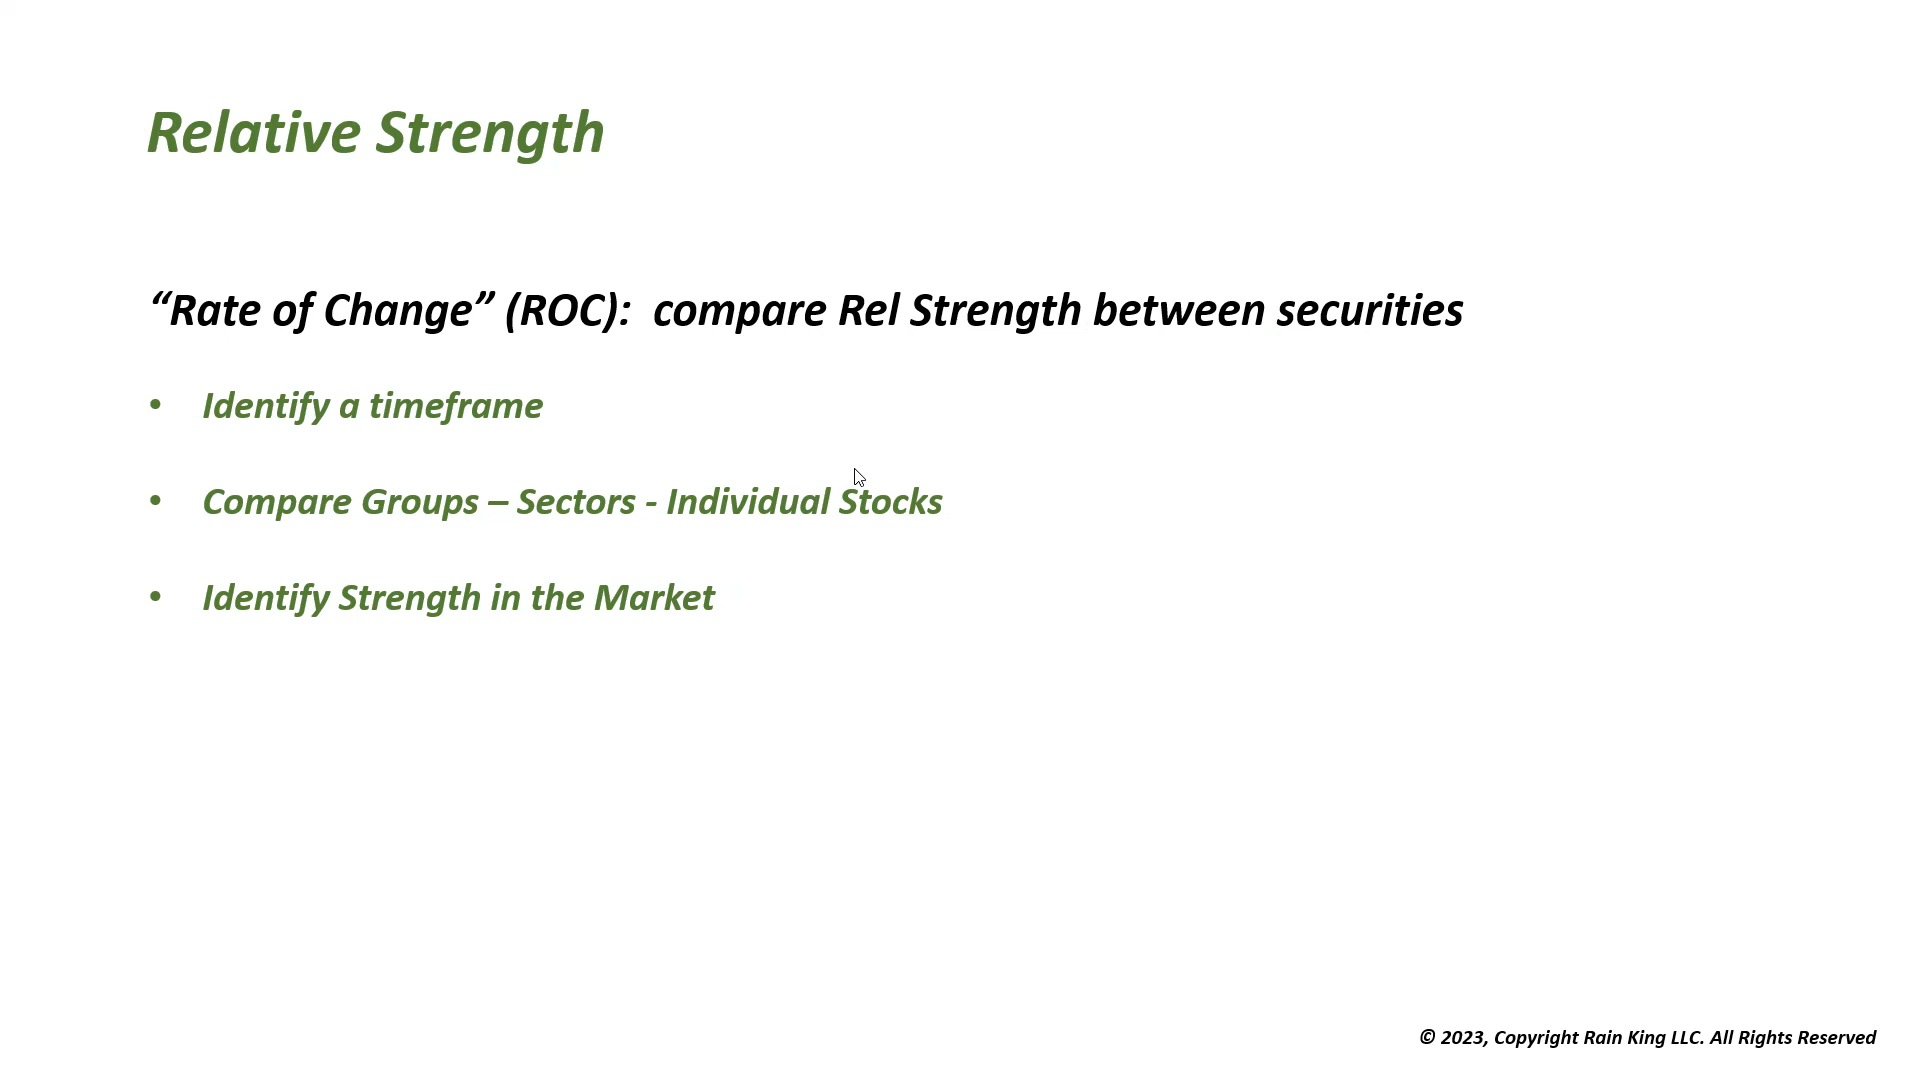 Relative Strength
“Rate of Change” (ROC):  compare Rel Strength between securities
• Identify a timeframe
• Compare Groups – Sectors - Individual Stocks
• Identify Strength in the Market
© 2023, Copyright Rain King LLC. All Rights Reserved